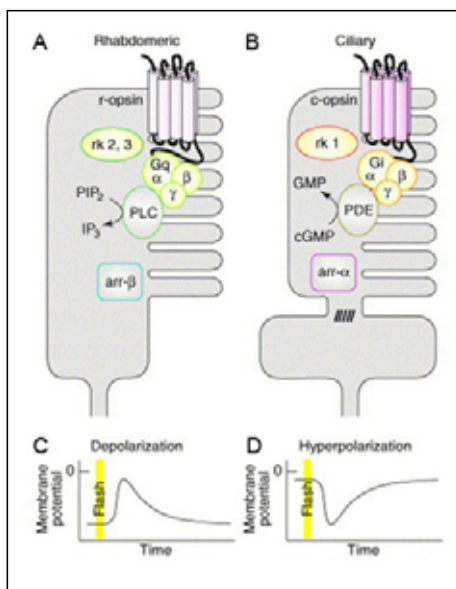 A
Rhabdomeric
r-opsin
rk 2, 3
Gq
α
β
γ
PIP₂
PLC
IP₃
arr-β
B
Ciliary
c-opsin
rk 1
Gi
α
β
γ
GMP
PDE
cGMP
arr-α
C
Depolarization
0
Membrane
potential
Flash
Time
D
Hyperpolarization
0
Membrane
potential
Flash
Time